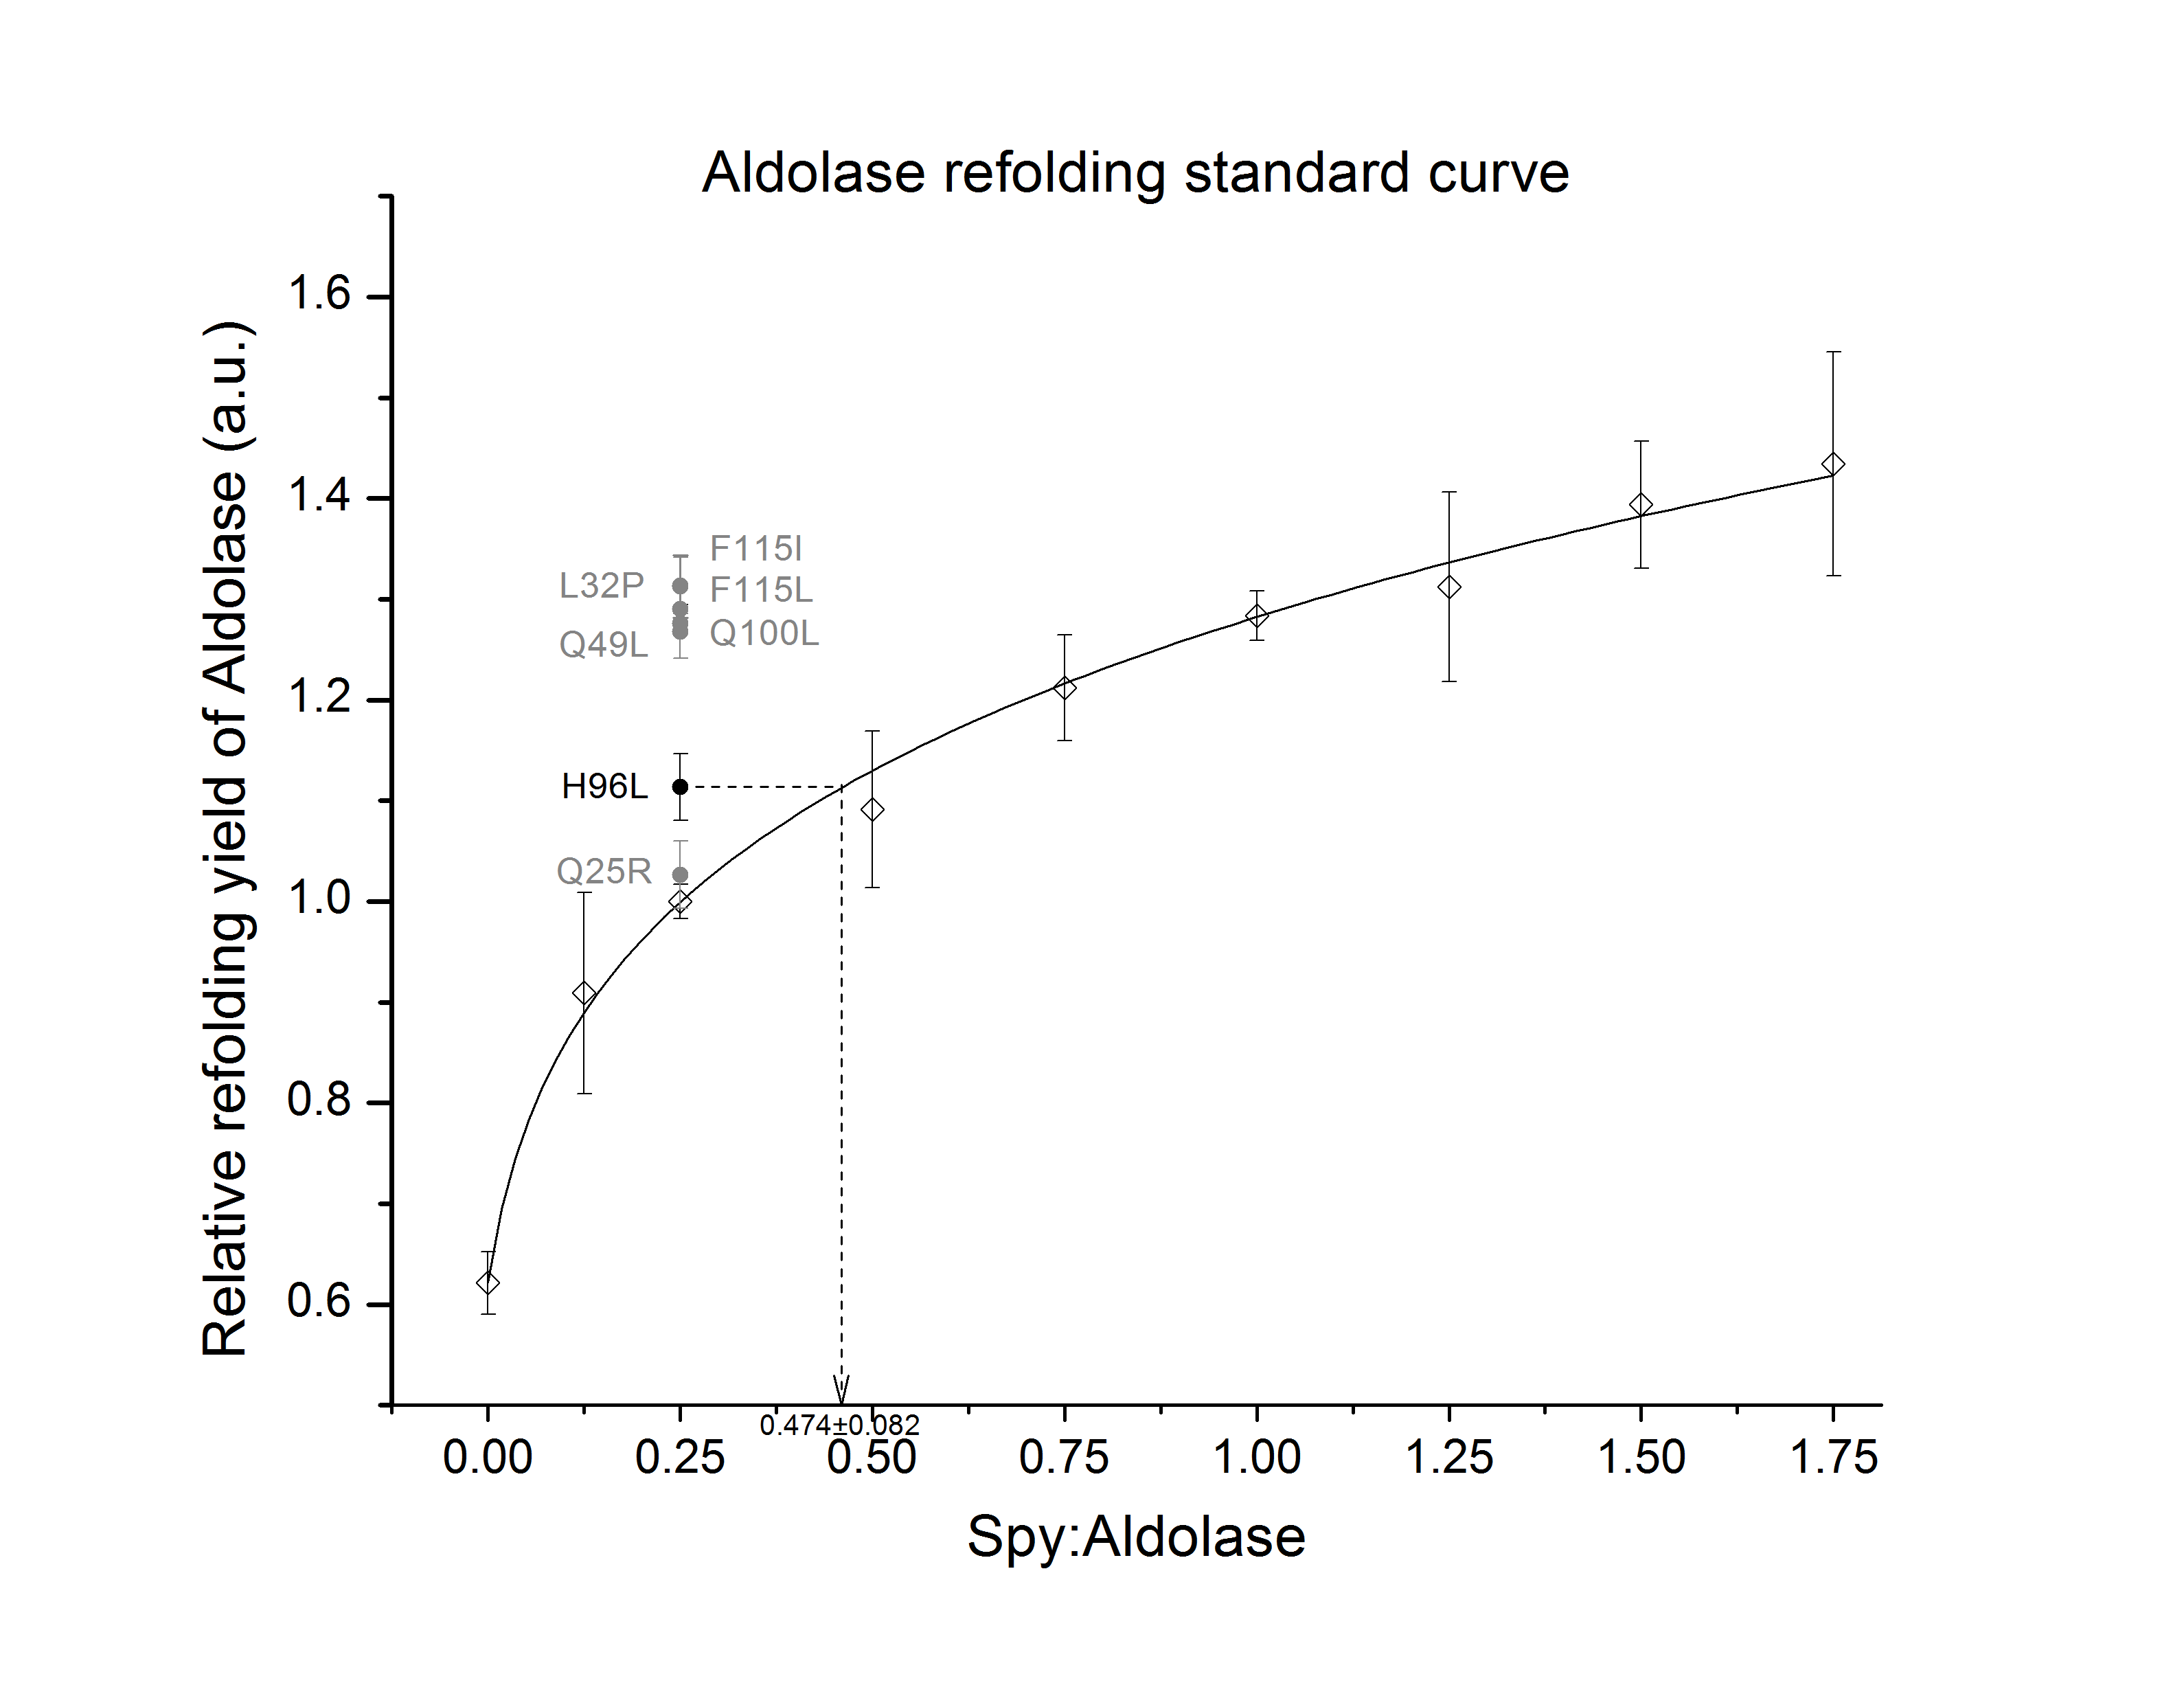 Aldolase refolding standard curve
Relative refolding yield of Aldolase (a.u.)
1.6
1.4
1.2
1.0
0.8
0.6
F115I
L32P
F115L
Q100L
Q49L
H96L
Q25R
0.474±0.082
0.00 0.25 0.50 0.75 1.00 1.25 1.50 1.75
Spy:Aldolase